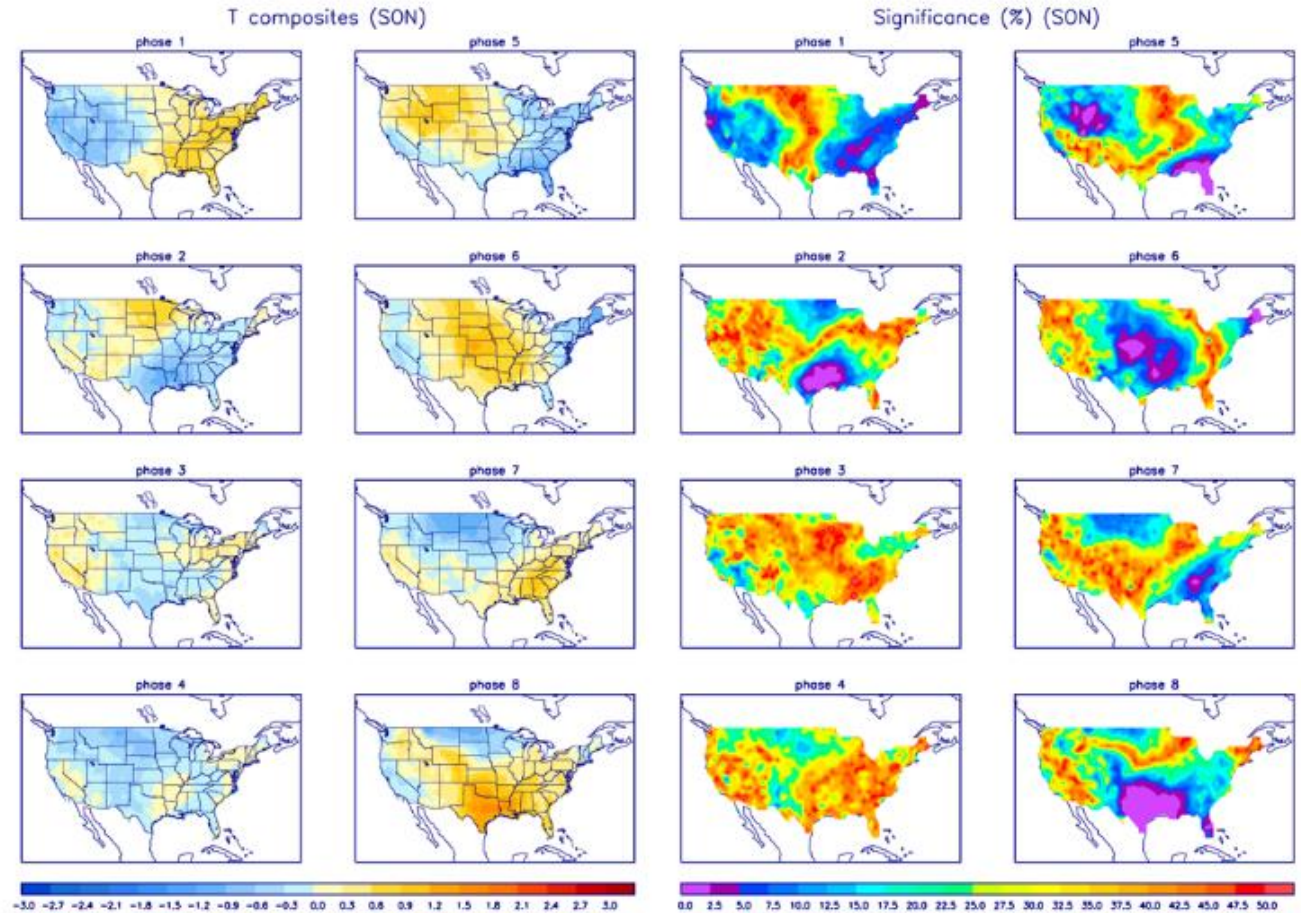 T composites (SON)
Significance (%) (SON)
phase 1
phase 5
phase 1
phase 5
phase 2
phase 6
phase 2
phase 6
phase 3
phase 7
phase 3
phase 7
phase 4
phase 8
phase 4
phase 8
-3.0 -2.7 -2.4 -2.1 -1.8 -1.5 -1.2 -0.9 -0.6 -0.3 0.0 0.3 0.6 0.9 1.2 1.5 1.8 2.1 2.4 2.7 3.0
0.0 2.5 5.0 7.5 10.0 12.5 15.0 17.5 20.0 22.5 25.0 27.5 30.0 32.5 35.0 37.5 40.0 42.5 45.0 47.5 50.0